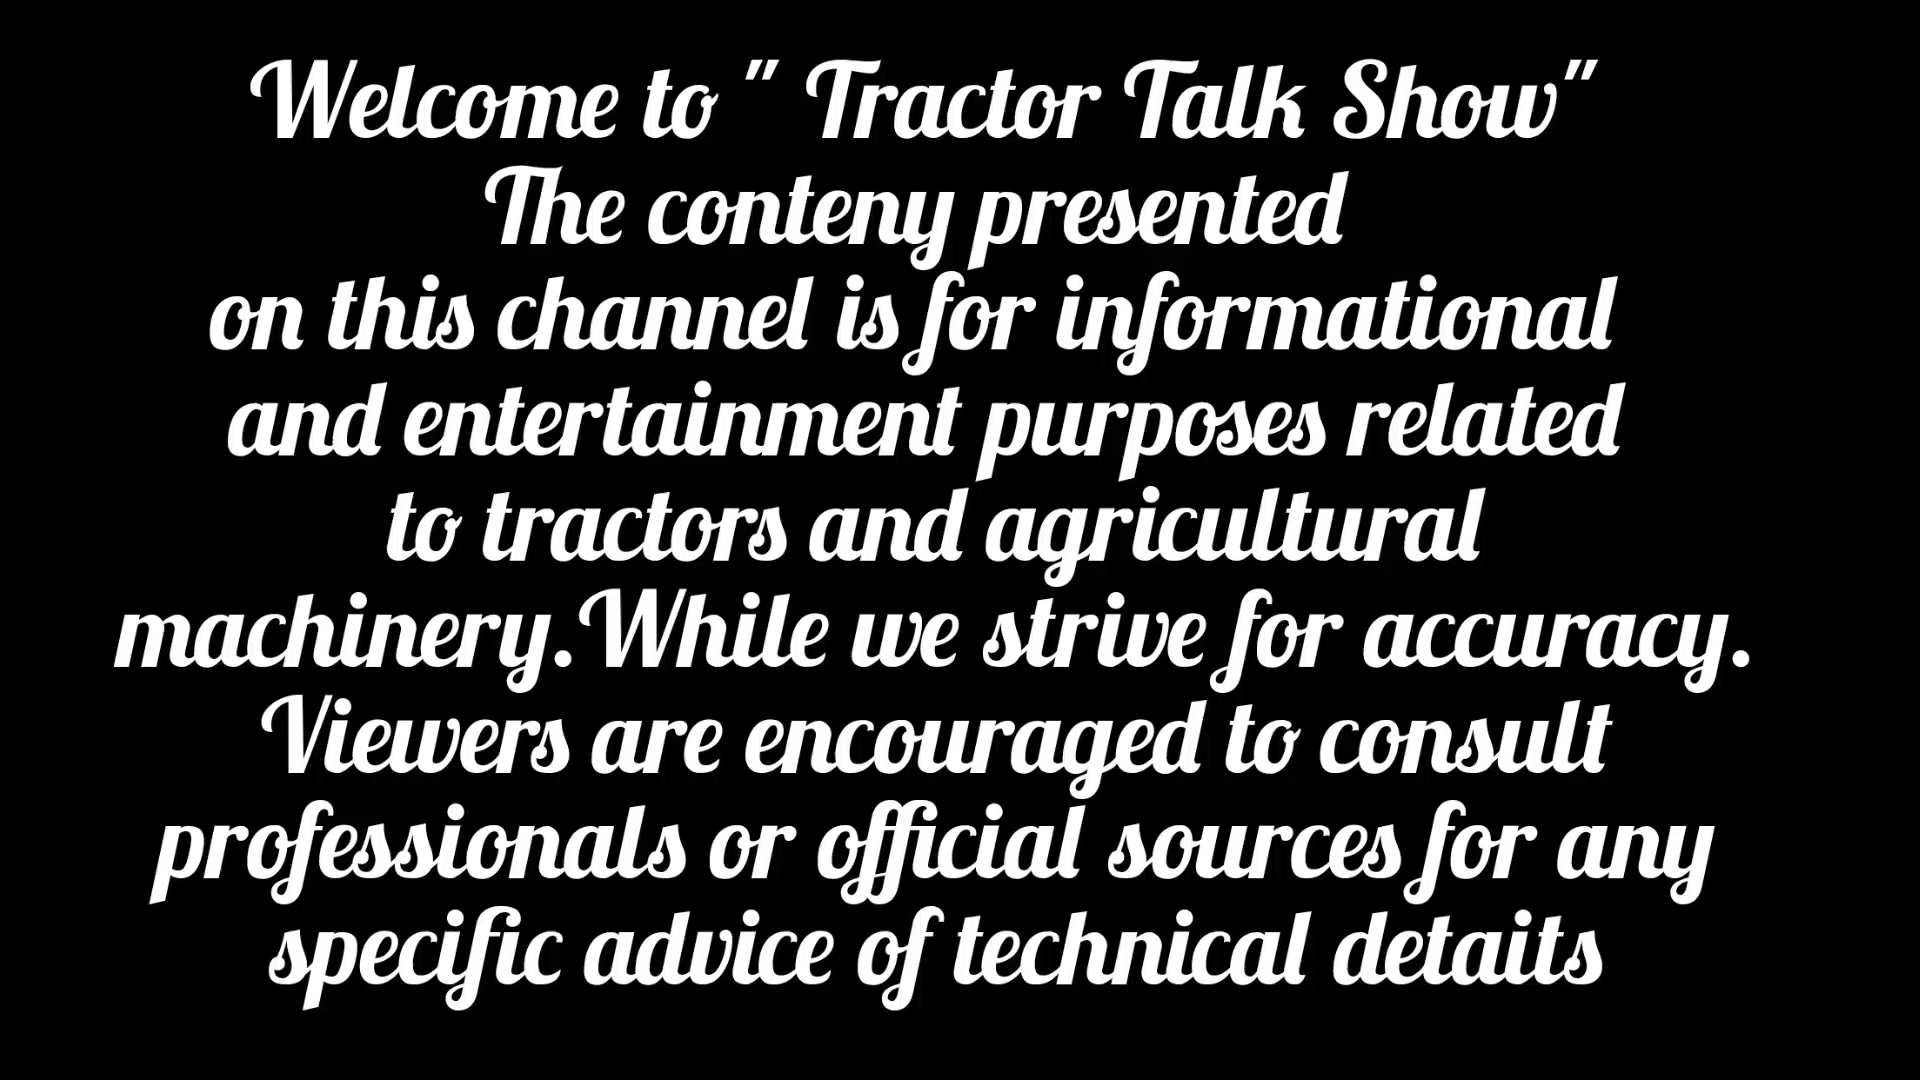 Welcome to " Tractor Talk Show"
The conteny presented
on this channel is for informational
and entertainment purposes related
to tractors and agricultural
machinery.While we strive for accuracy.
Viewers are encouraged to consult
professionals or official sources for any
specific advice of technical detaits